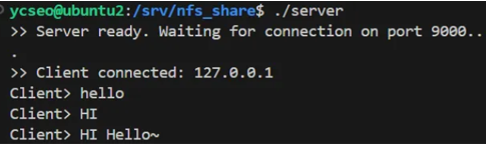 ycseo@ubuntu2:/srv/nfs_share$ ./server
>> Server ready. Waiting for connection on port 9000..
.
>> Client connected: 127.0.0.1
Client> hello
Client> HI
Client> HI Hello~